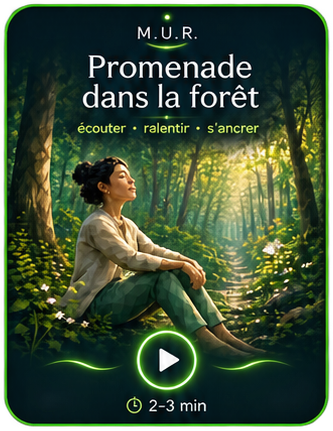 M.U.R.
Promenade
dans la forêt
écouter • ralentir • s'ancrer
2-3 min